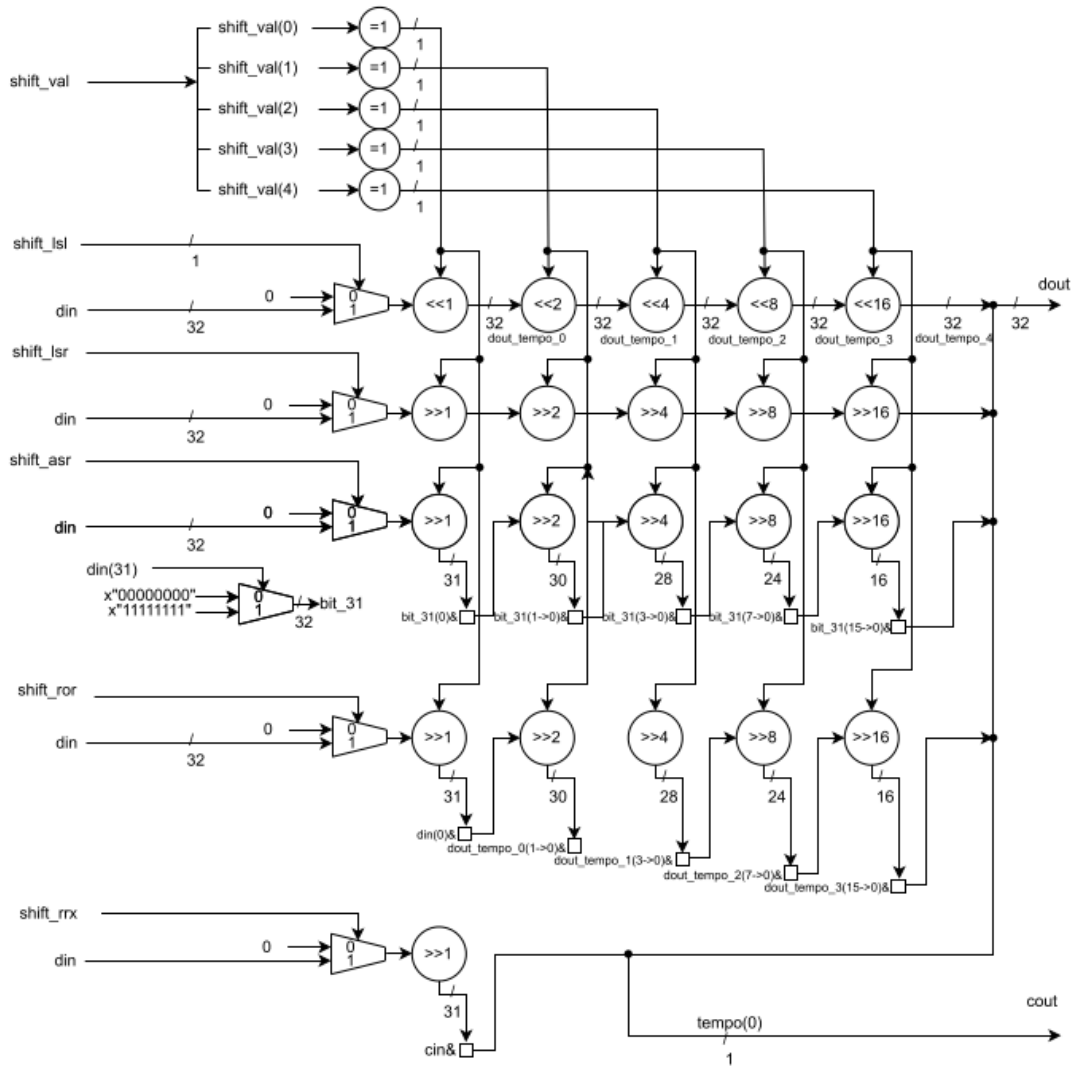 shift_val
shift_val(0) =1 1
shift_val(1) =1 1
shift_val(2) =1 1
shift_val(3) =1 1
shift_val(4) =1 1
shift_lsl 1
dout
din 32 0 0 1 <<1 32 <<2 32 <<4 32 <<8 32 <<16 32 32
dout_tempo_0 dout_tempo_1 dout_tempo_2 dout_tempo_3 dout_tempo_4
shift_lsr
din 32 0 0 1 >>1 >>2 >>4 >>8 >>16
shift_asr
din 32 0 0 1 >>1 >>2 >>4 >>8 >>16
31 30 28 24 16
din(31)
x"00000000" 0
x"11111111" 1 32 bit_31
bit_31(0)& bit_31(1->0)& bit_31(3->0)& bit_31(7->0)& bit_31(15->0)&
shift_ror
din 32 0 0 1 >>1 >>2 >>4 >>8 >>16
31 30 28 24 16
din(0)&
dout_tempo_0(1->0)&
dout_tempo_1(3->0)&
dout_tempo_2(7->0)&
dout_tempo_3(15->0)&
shift_rrx
din 0 0 1 >>1
31
cin&
cout
tempo(0)
1